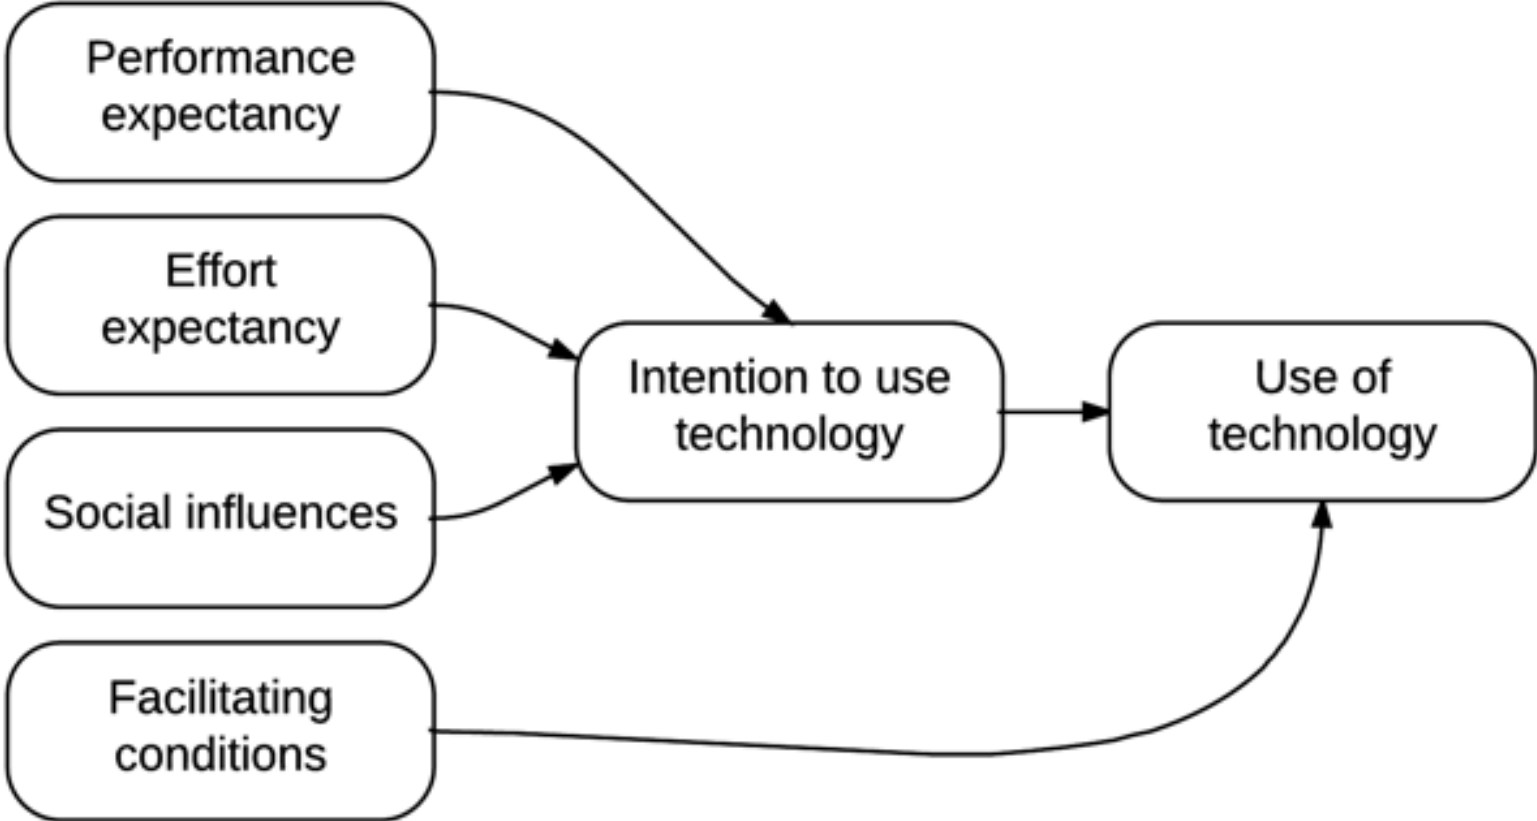 Performance
expectancy
Effort
expectancy
Social influences
Facilitating
conditions
Intention to use
technology
Use of
technology